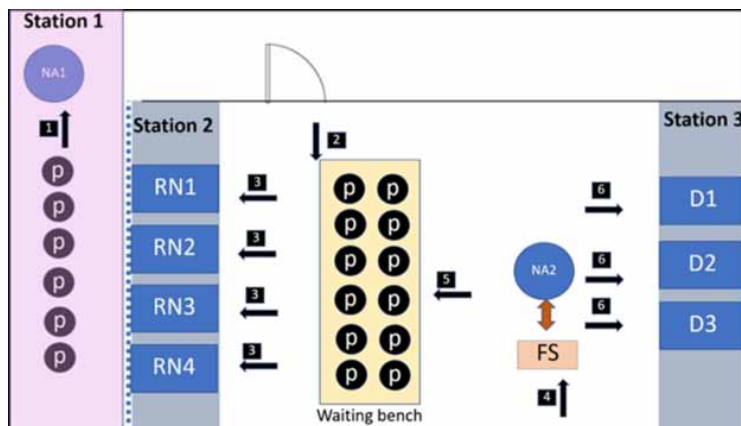 Station 1
NA1
1
p
p
p
p
p
p
Station 2
RN1
RN2
RN3
RN4
3
3
3
3
2
p p
p p
p p
p p
p p
p p
Waiting bench
5
NA2
FS
4
6
6
6
Station 3
D1
D2
D3